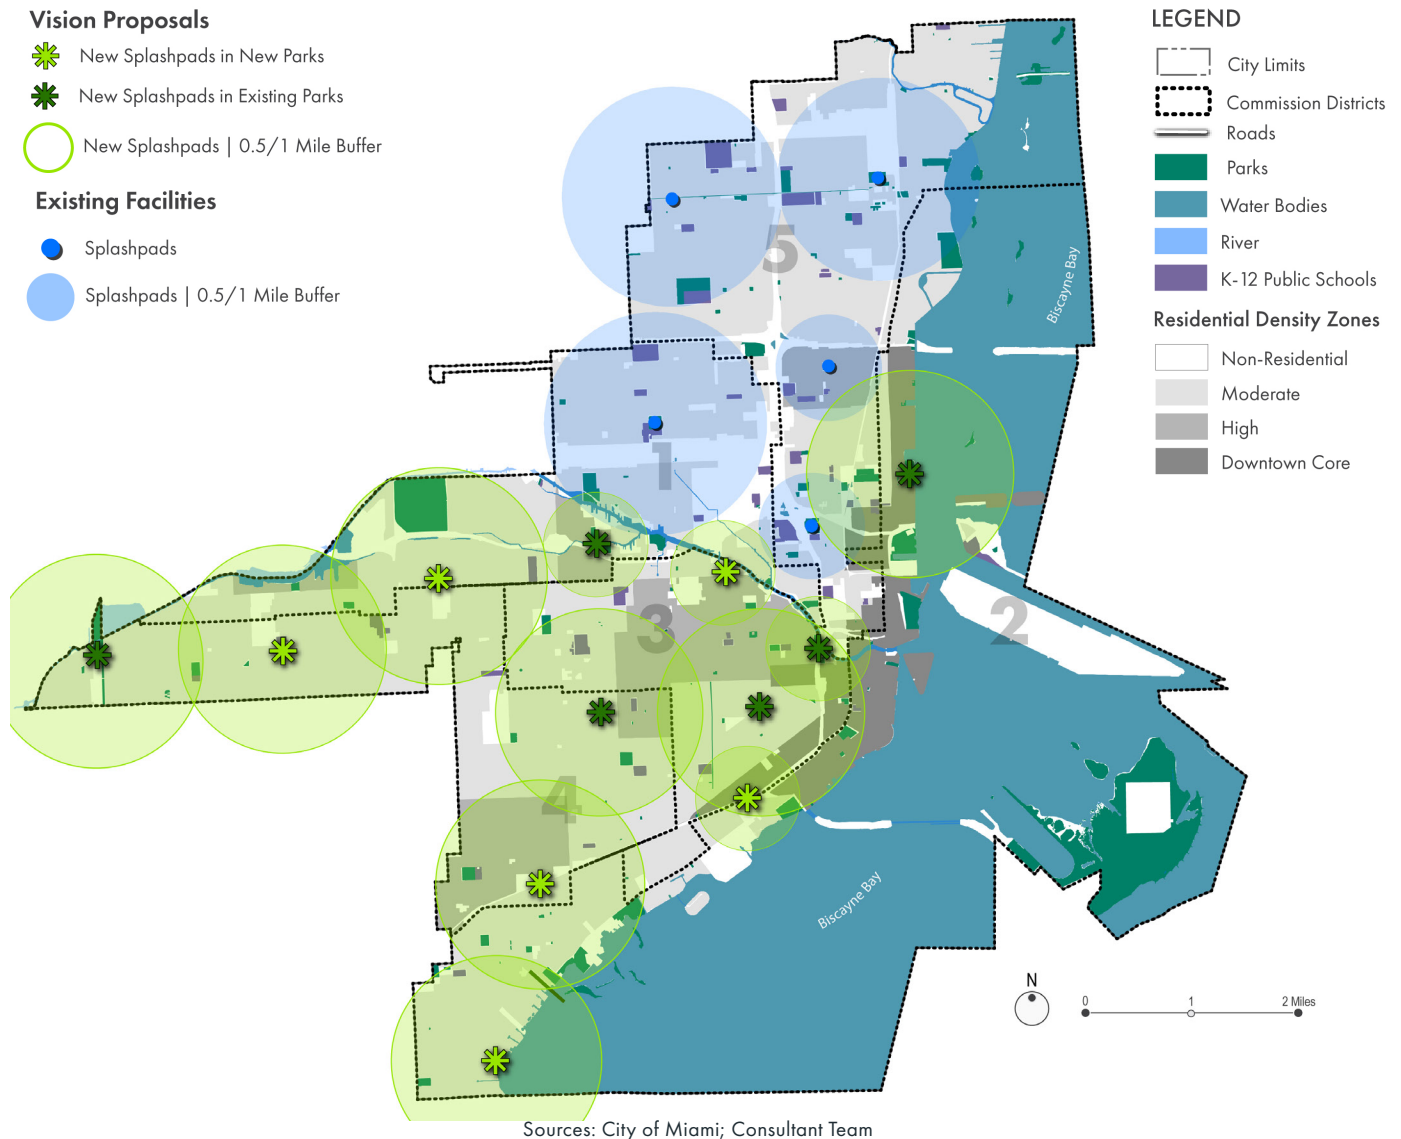 Vision Proposals
New Splashpads in New Parks
New Splashpads in Existing Parks
New Splashpads | 0.5/1 Mile Buffer
Existing Facilities
Splashpads
Splashpads | 0.5/1 Mile Buffer
LEGEND
City Limits
Commission Districts
Roads
Parks
Water Bodies
River
K-12 Public Schools
Residential Density Zones
Non-Residential
Moderate
High
Downtown Core
5
Biscayne Bay
1
3
2
4
Biscayne Bay
N
0 1 2 Miles
Sources: City of Miami; Consultant Team